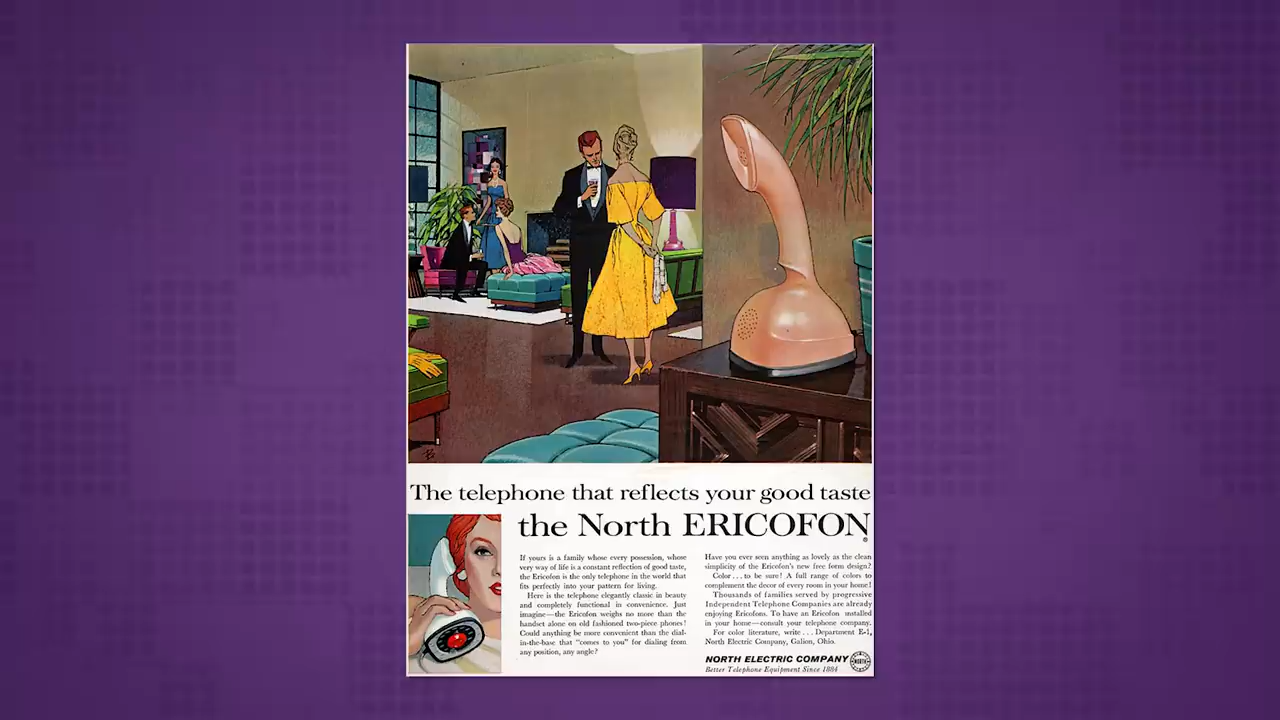 The telephone that reflects your good taste
the North ERICOFON
®
If yours is a family whose every possession, whose
very way of life is a constant reflection of good taste,
the Ericofon is the only telephone in the world that
fits perfectly into your pattern for living.
Here is the telephone elegantly classic in beauty
and completely functional is convenience. Just
imagine—the Ericofon weighs no more than the
handset alone on old fashioned two-piece phones!
Could anything be more convenient than the dial-
in-the-base that "comes to you" for dialing from
any position, any angle?
Have you ever seen anything as lovely as the clean
simplicity of the Ericofon's new free form design?
Color . . . to be sure! A full range of colors to
complement the decor of every room in your home!
Thousands of families served by progressive
Independent Telephone Companies are already
enjoying Ericofons. To have an Ericofon installed
in your home—consult your telephone company.
For color literature, write . . . Department E-1,
North Electric Company, Galion, Ohio.
NORTH ELECTRIC COMPANY
NORTH
Better Telephone Equipment Since 1884